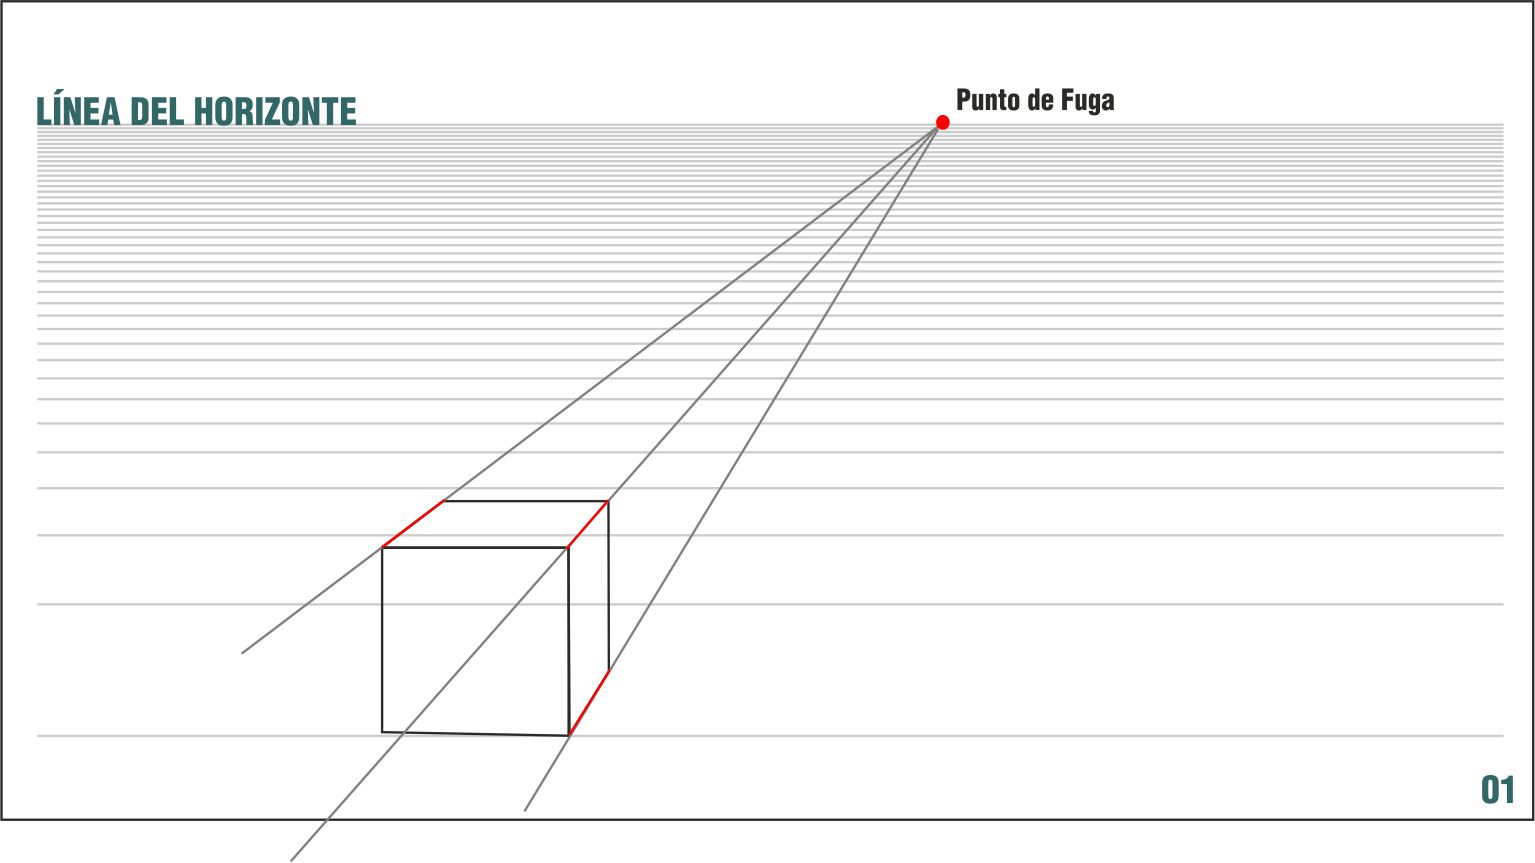 LÍNEA DEL HORIZONTE
Punto de Fuga
01